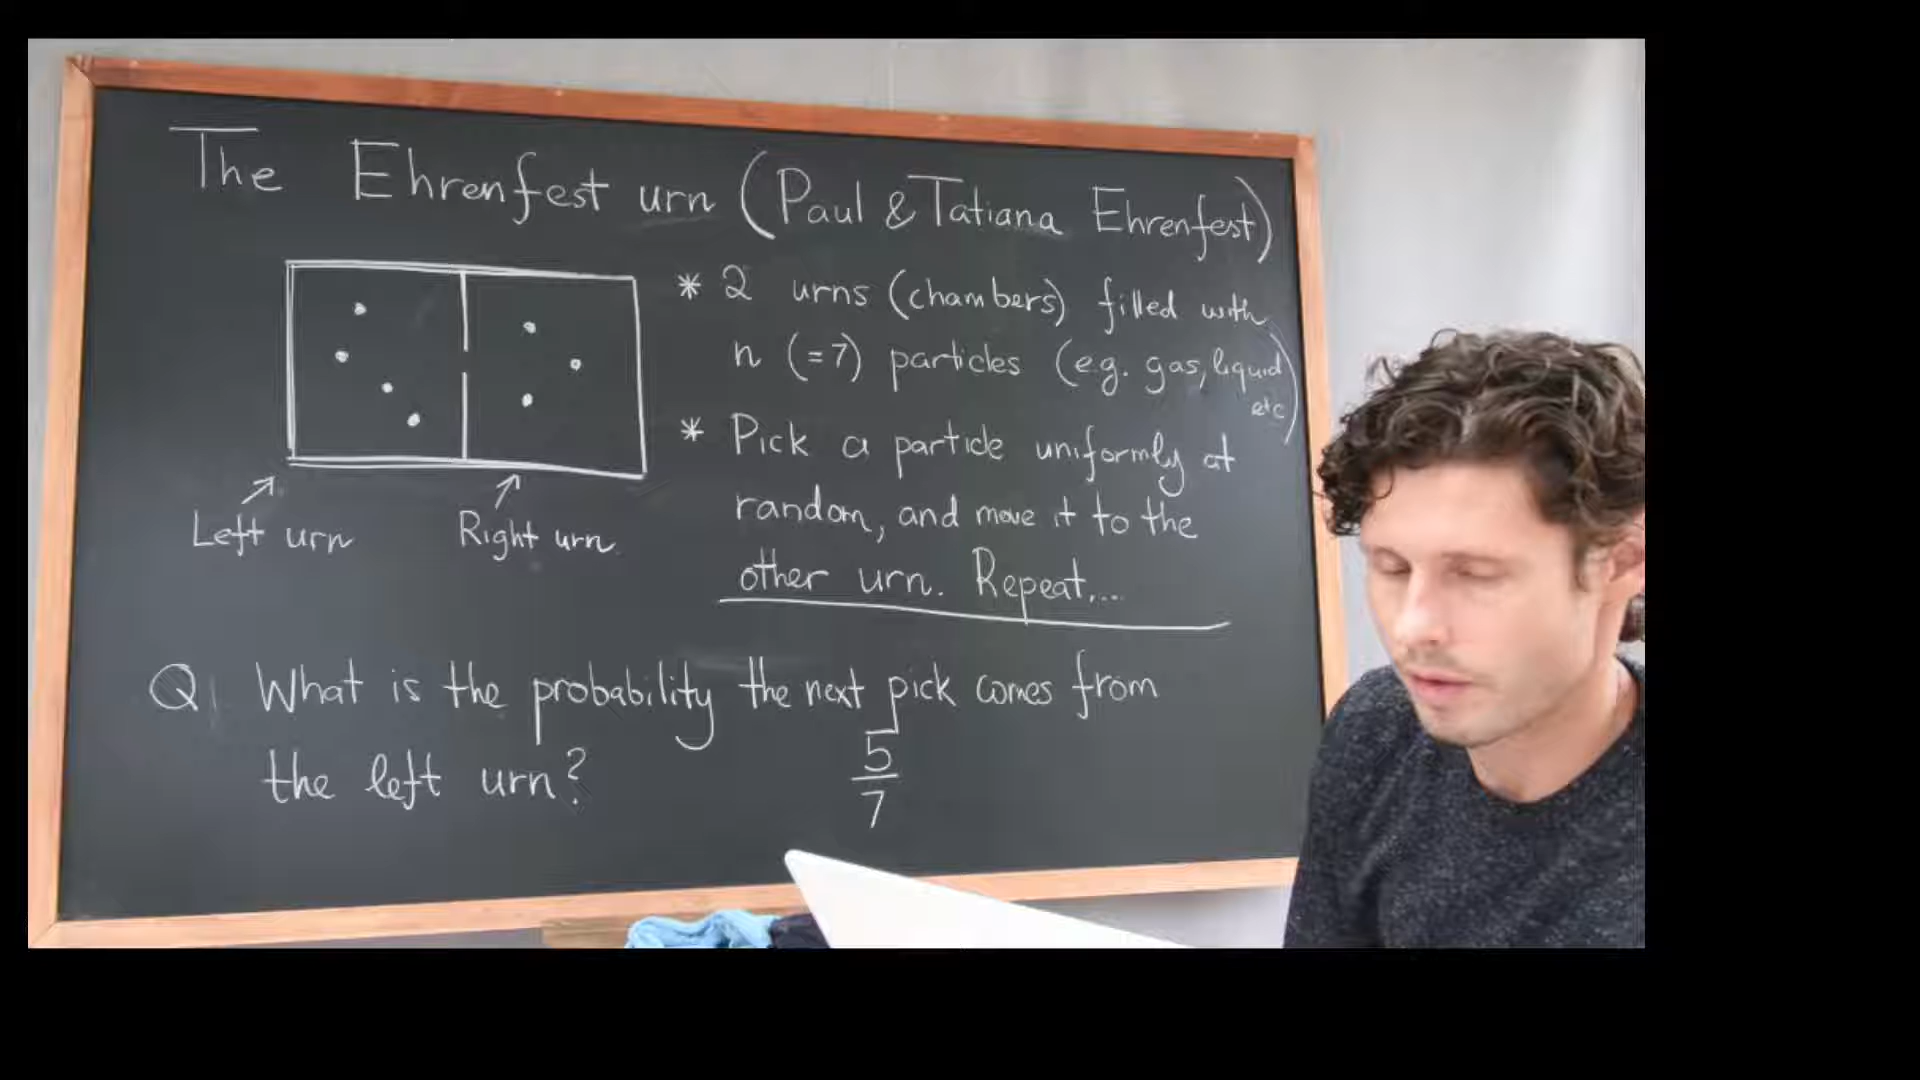 The Ehrenfest urn (Paul & Tatiana Ehrenfest)
* 2 urns (chambers) filled with
n (=7) particles (e.g. gas, liquid
etc)
* Pick a particle uniformly at
random, and move it to the
other urn. Repeat....
Left urn
Right urn
Q What is the probability the next pick comes from
the left urn?
5
7